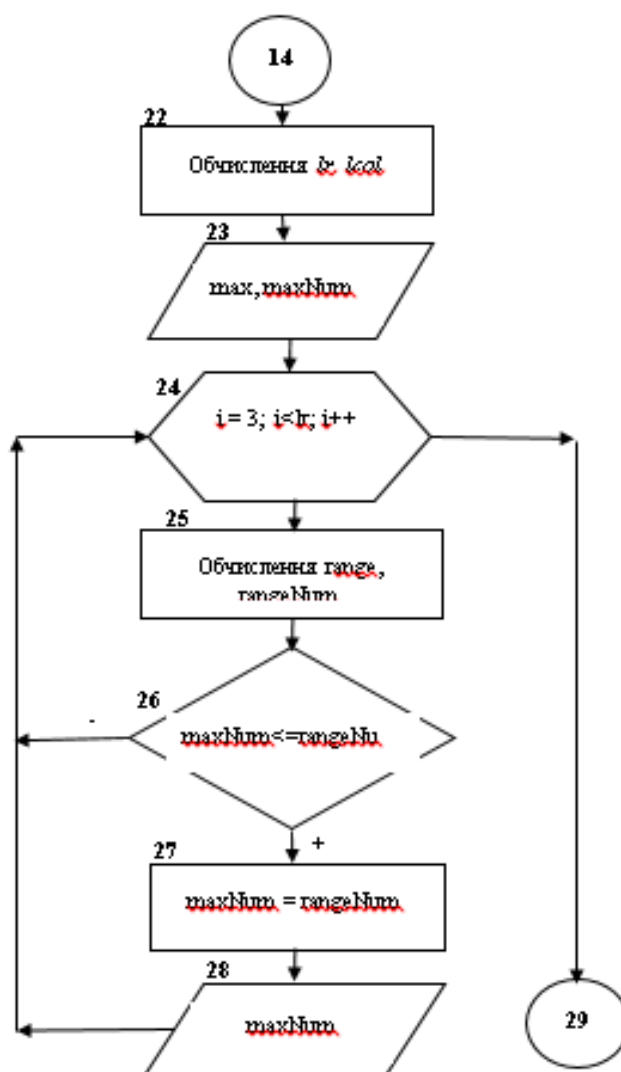 14
22
Обчислення lr lcol
23
max,maxNum
24
i = 3; i<lr; i++
25
Обчислення range,
rangeNum
26
-
maxNum<=rangeNu
+
27
maxNum = rangeNum
28
maxNum
29